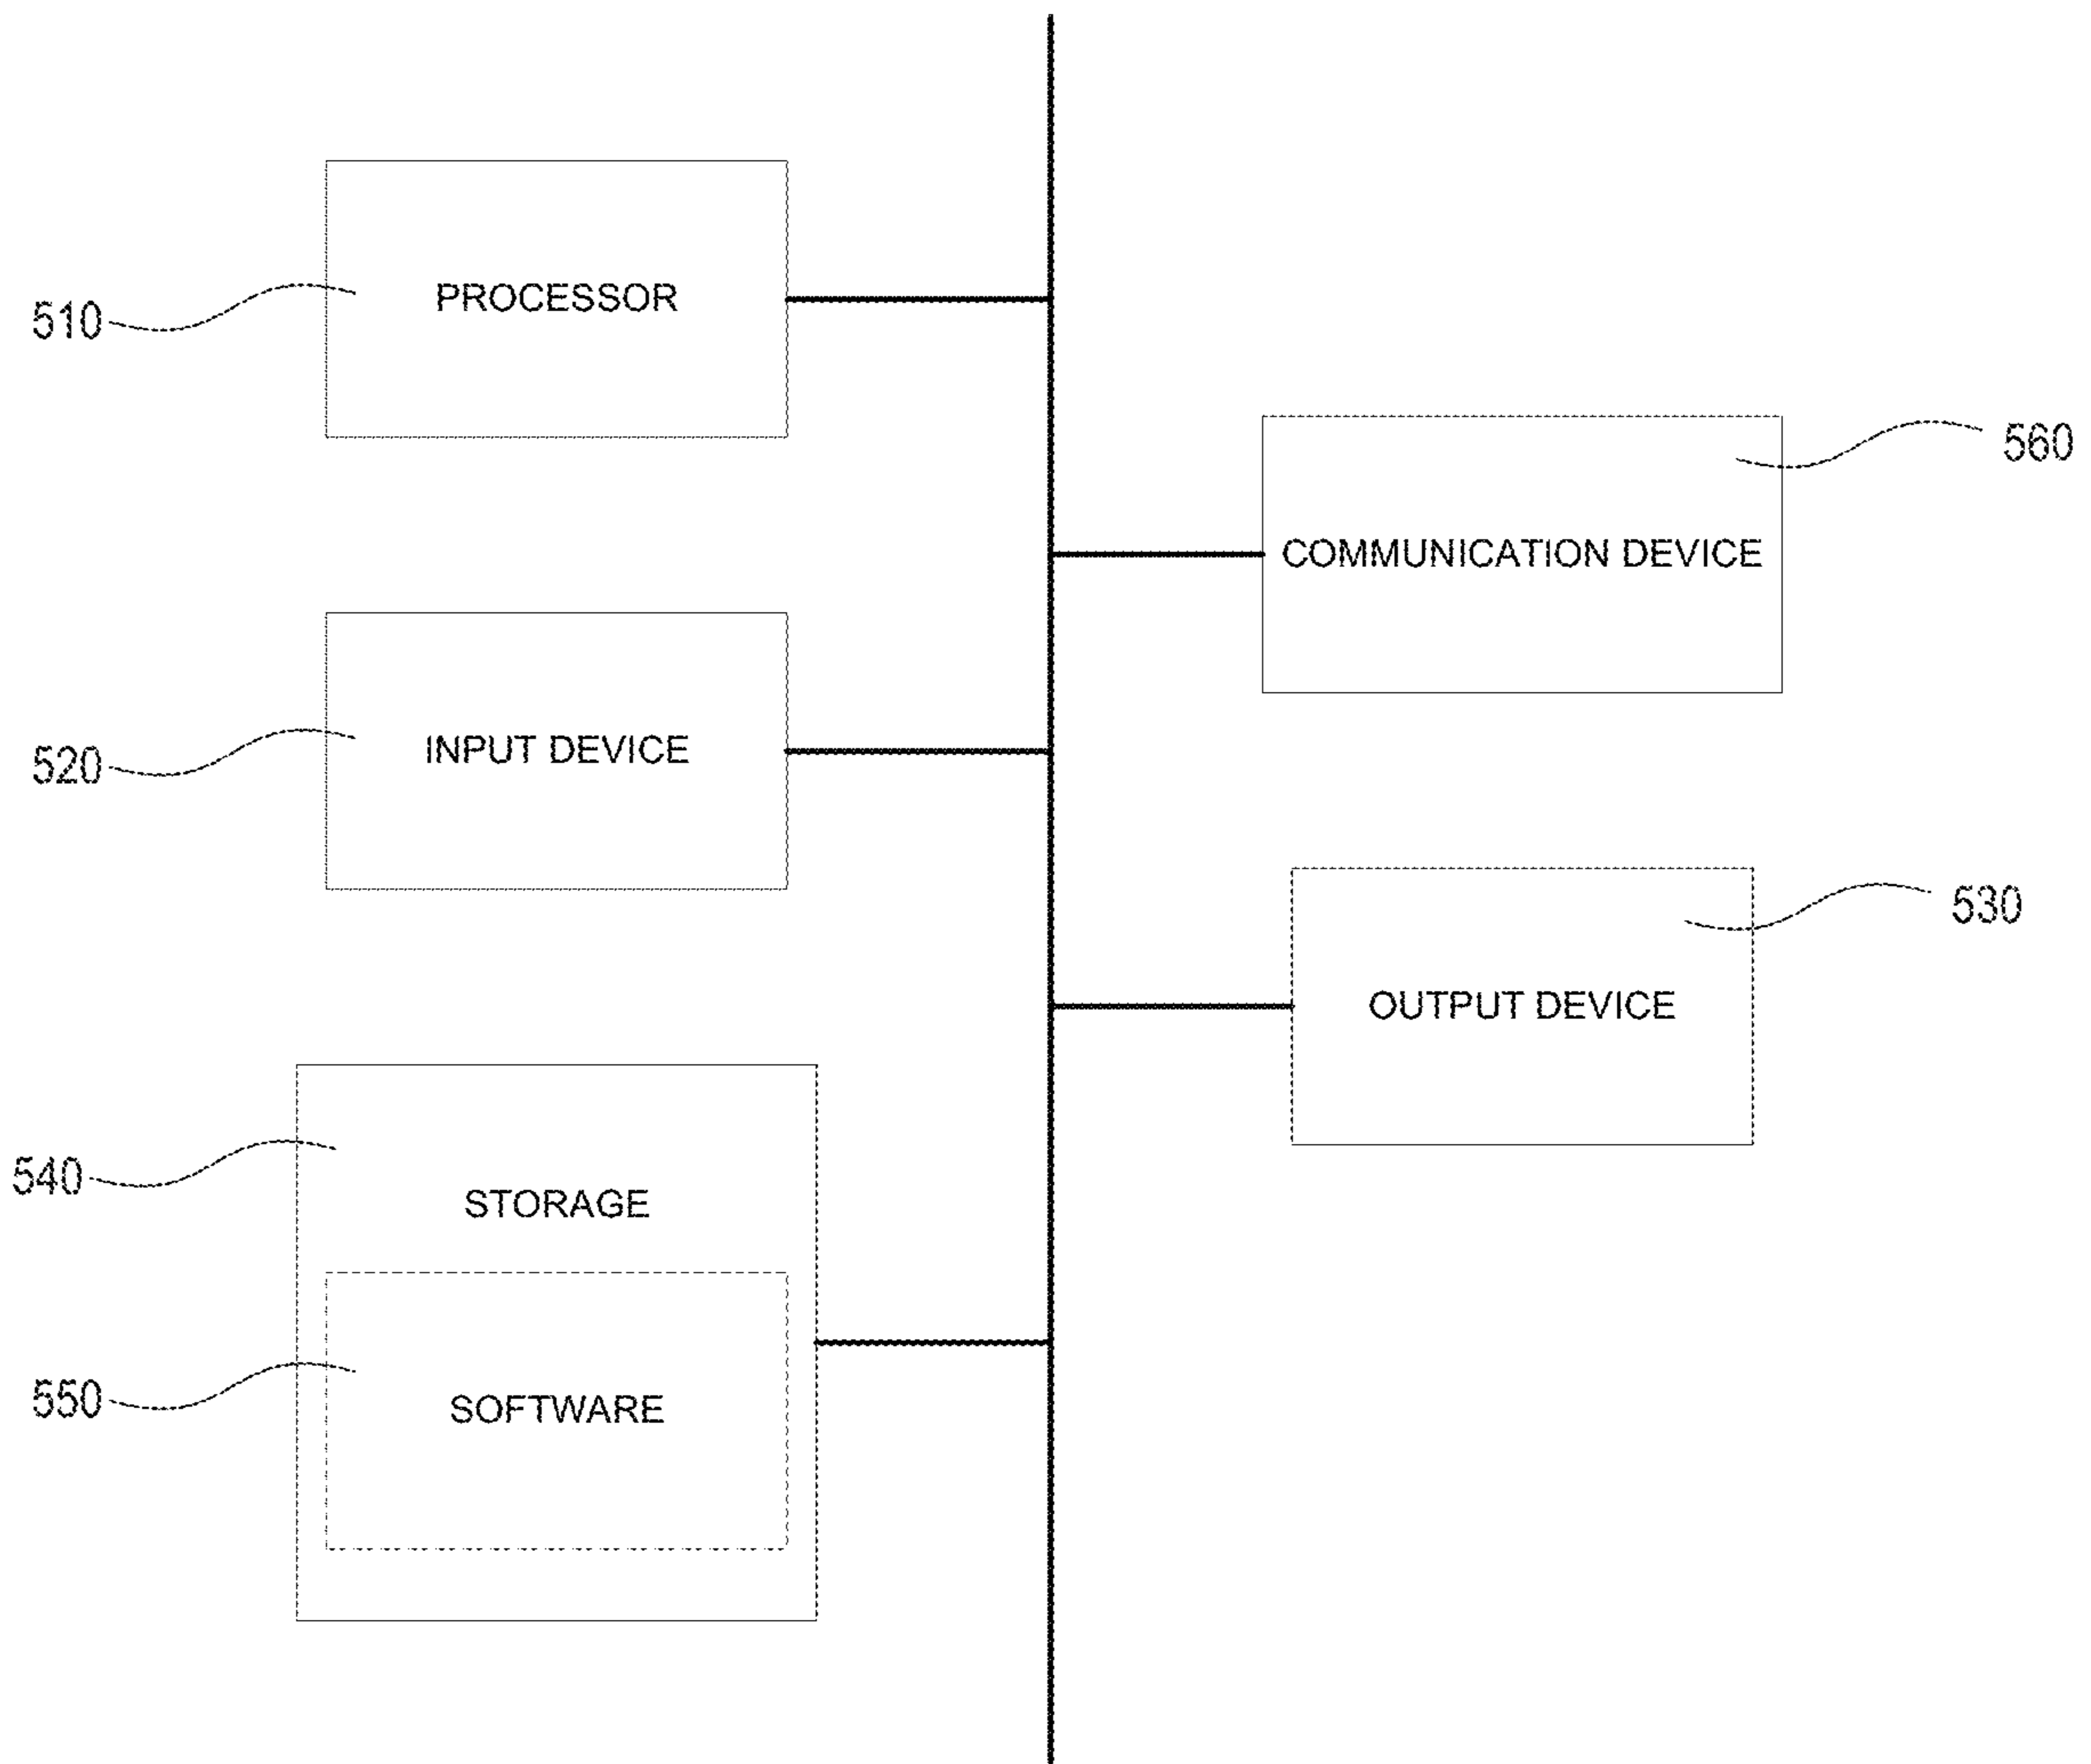 PROCESSOR
510
560
COMMUNICATION DEVICE
INPUT DEVICE
520
530
OUTPUT DEVICE
540
STORAGE
550
SOFTWARE